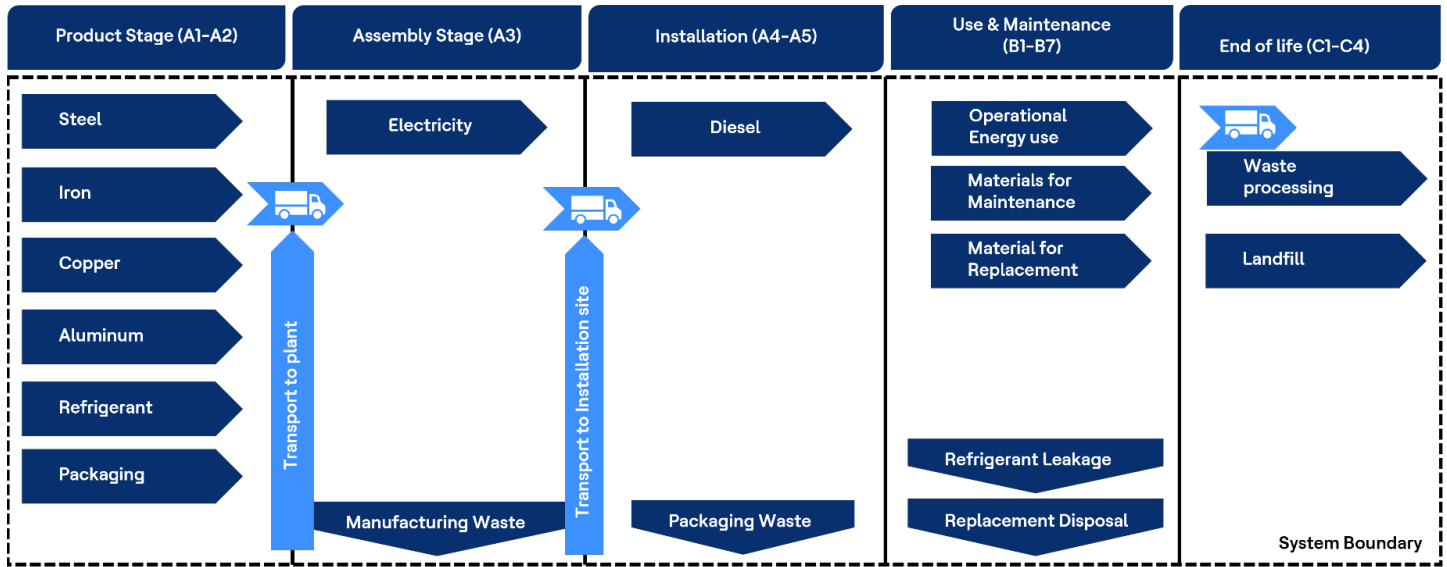 Product Stage (A1-A2)
Assembly Stage (A3)
Installation (A4-A5)
Use & Maintenance
(B1-B7)
End of life (C1-C4)
Steel
Iron
Copper
Aluminum
Refrigerant
Packaging
Transport to plant
Electricity
Manufacturing Waste
Transport to Installation site
Diesel
Packaging Waste
Operational
Energy use
Materials for
Maintenance
Material for
Replacement
Refrigerant Leakage
Replacement Disposal
Waste
processing
Landfill
System Boundary